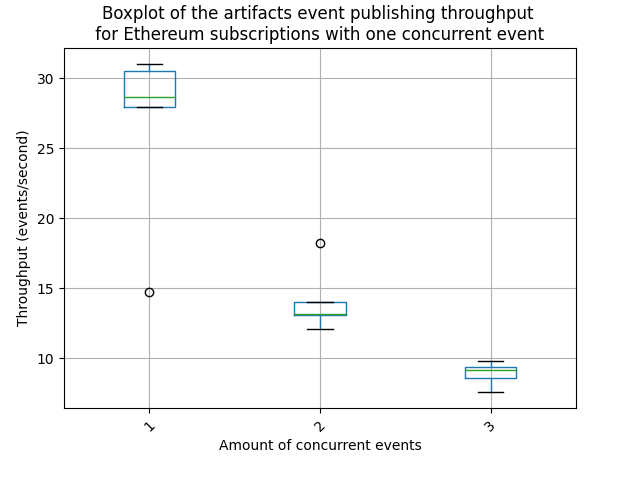 Boxplot of the artifacts event publishing throughput
for Ethereum subscriptions with one concurrent event
Throughput (events/second)
30
25
20
15
10
1
2
3
Amount of concurrent events